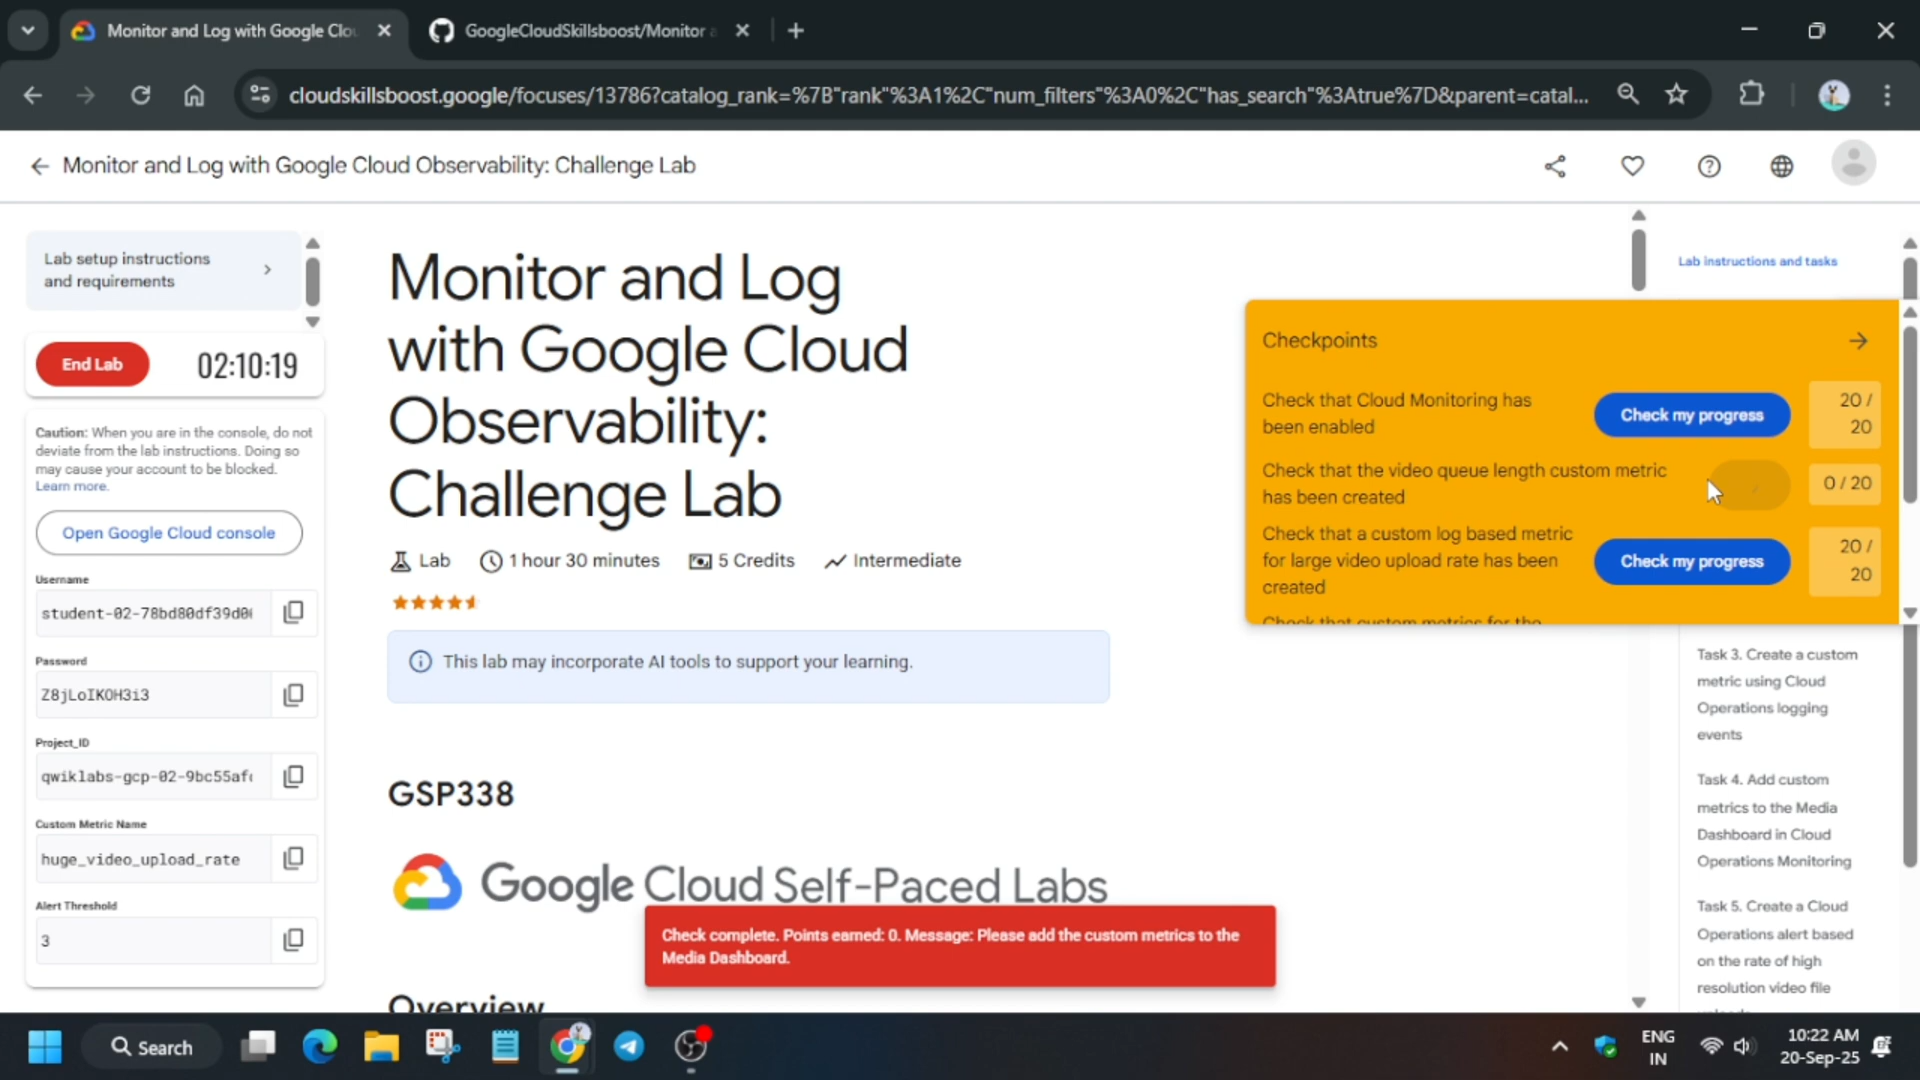 Monitor and Log with Google Clou
GoogleCloudSkillsboost/Monitor a
cloudskillsboost.google/focuses/13786?catalog_rank=%7B"rank"%3A1%2C"num_filters"%3A0%2C"has_search"%3Atrue%7D&parent=catal...
Monitor and Log with Google Cloud Observability: Challenge Lab
Lab setup instructions
and requirements
End Lab
02:10:19
Caution: When you are in the console, do not
deviate from the lab instructions. Doing so
may cause your account to be blocked.
Learn more.
Open Google Cloud console
Username
student-02-78bd80df39d0
Password
Z8jLoIKOH3i3
Project_ID
qwiklabs-gcp-02-9bc55af
Custom Metric Name
huge_video_upload_rate
Alert Threshold
3
Monitor and Log
with Google Cloud
Observability:
Challenge Lab
Lab
1 hour 30 minutes
5 Credits
Intermediate
This lab may incorporate AI tools to support your learning.
GSP338
Google Cloud Self-Paced Labs
Overview
Check complete. Points earned: 0. Message: Please add the custom metrics to the
Media Dashboard.
Lab instructions and tasks
Checkpoints
Check that Cloud Monitoring has
been enabled
Check my progress
20 /
20
Check that the video queue length custom metric
has been created
0 / 20
Check that a custom log based metric
for large video upload rate has been
created
Check my progress
20 /
20
Check that custom metrics for the
Task 3. Create a custom
metric using Cloud
Operations logging
events
Task 4. Add custom
metrics to the Media
Dashboard in Cloud
Operations Monitoring
Task 5. Create a Cloud
Operations alert based
on the rate of high
resolution video file
Search
ENG
IN
10:22 AM
20-Sep-25